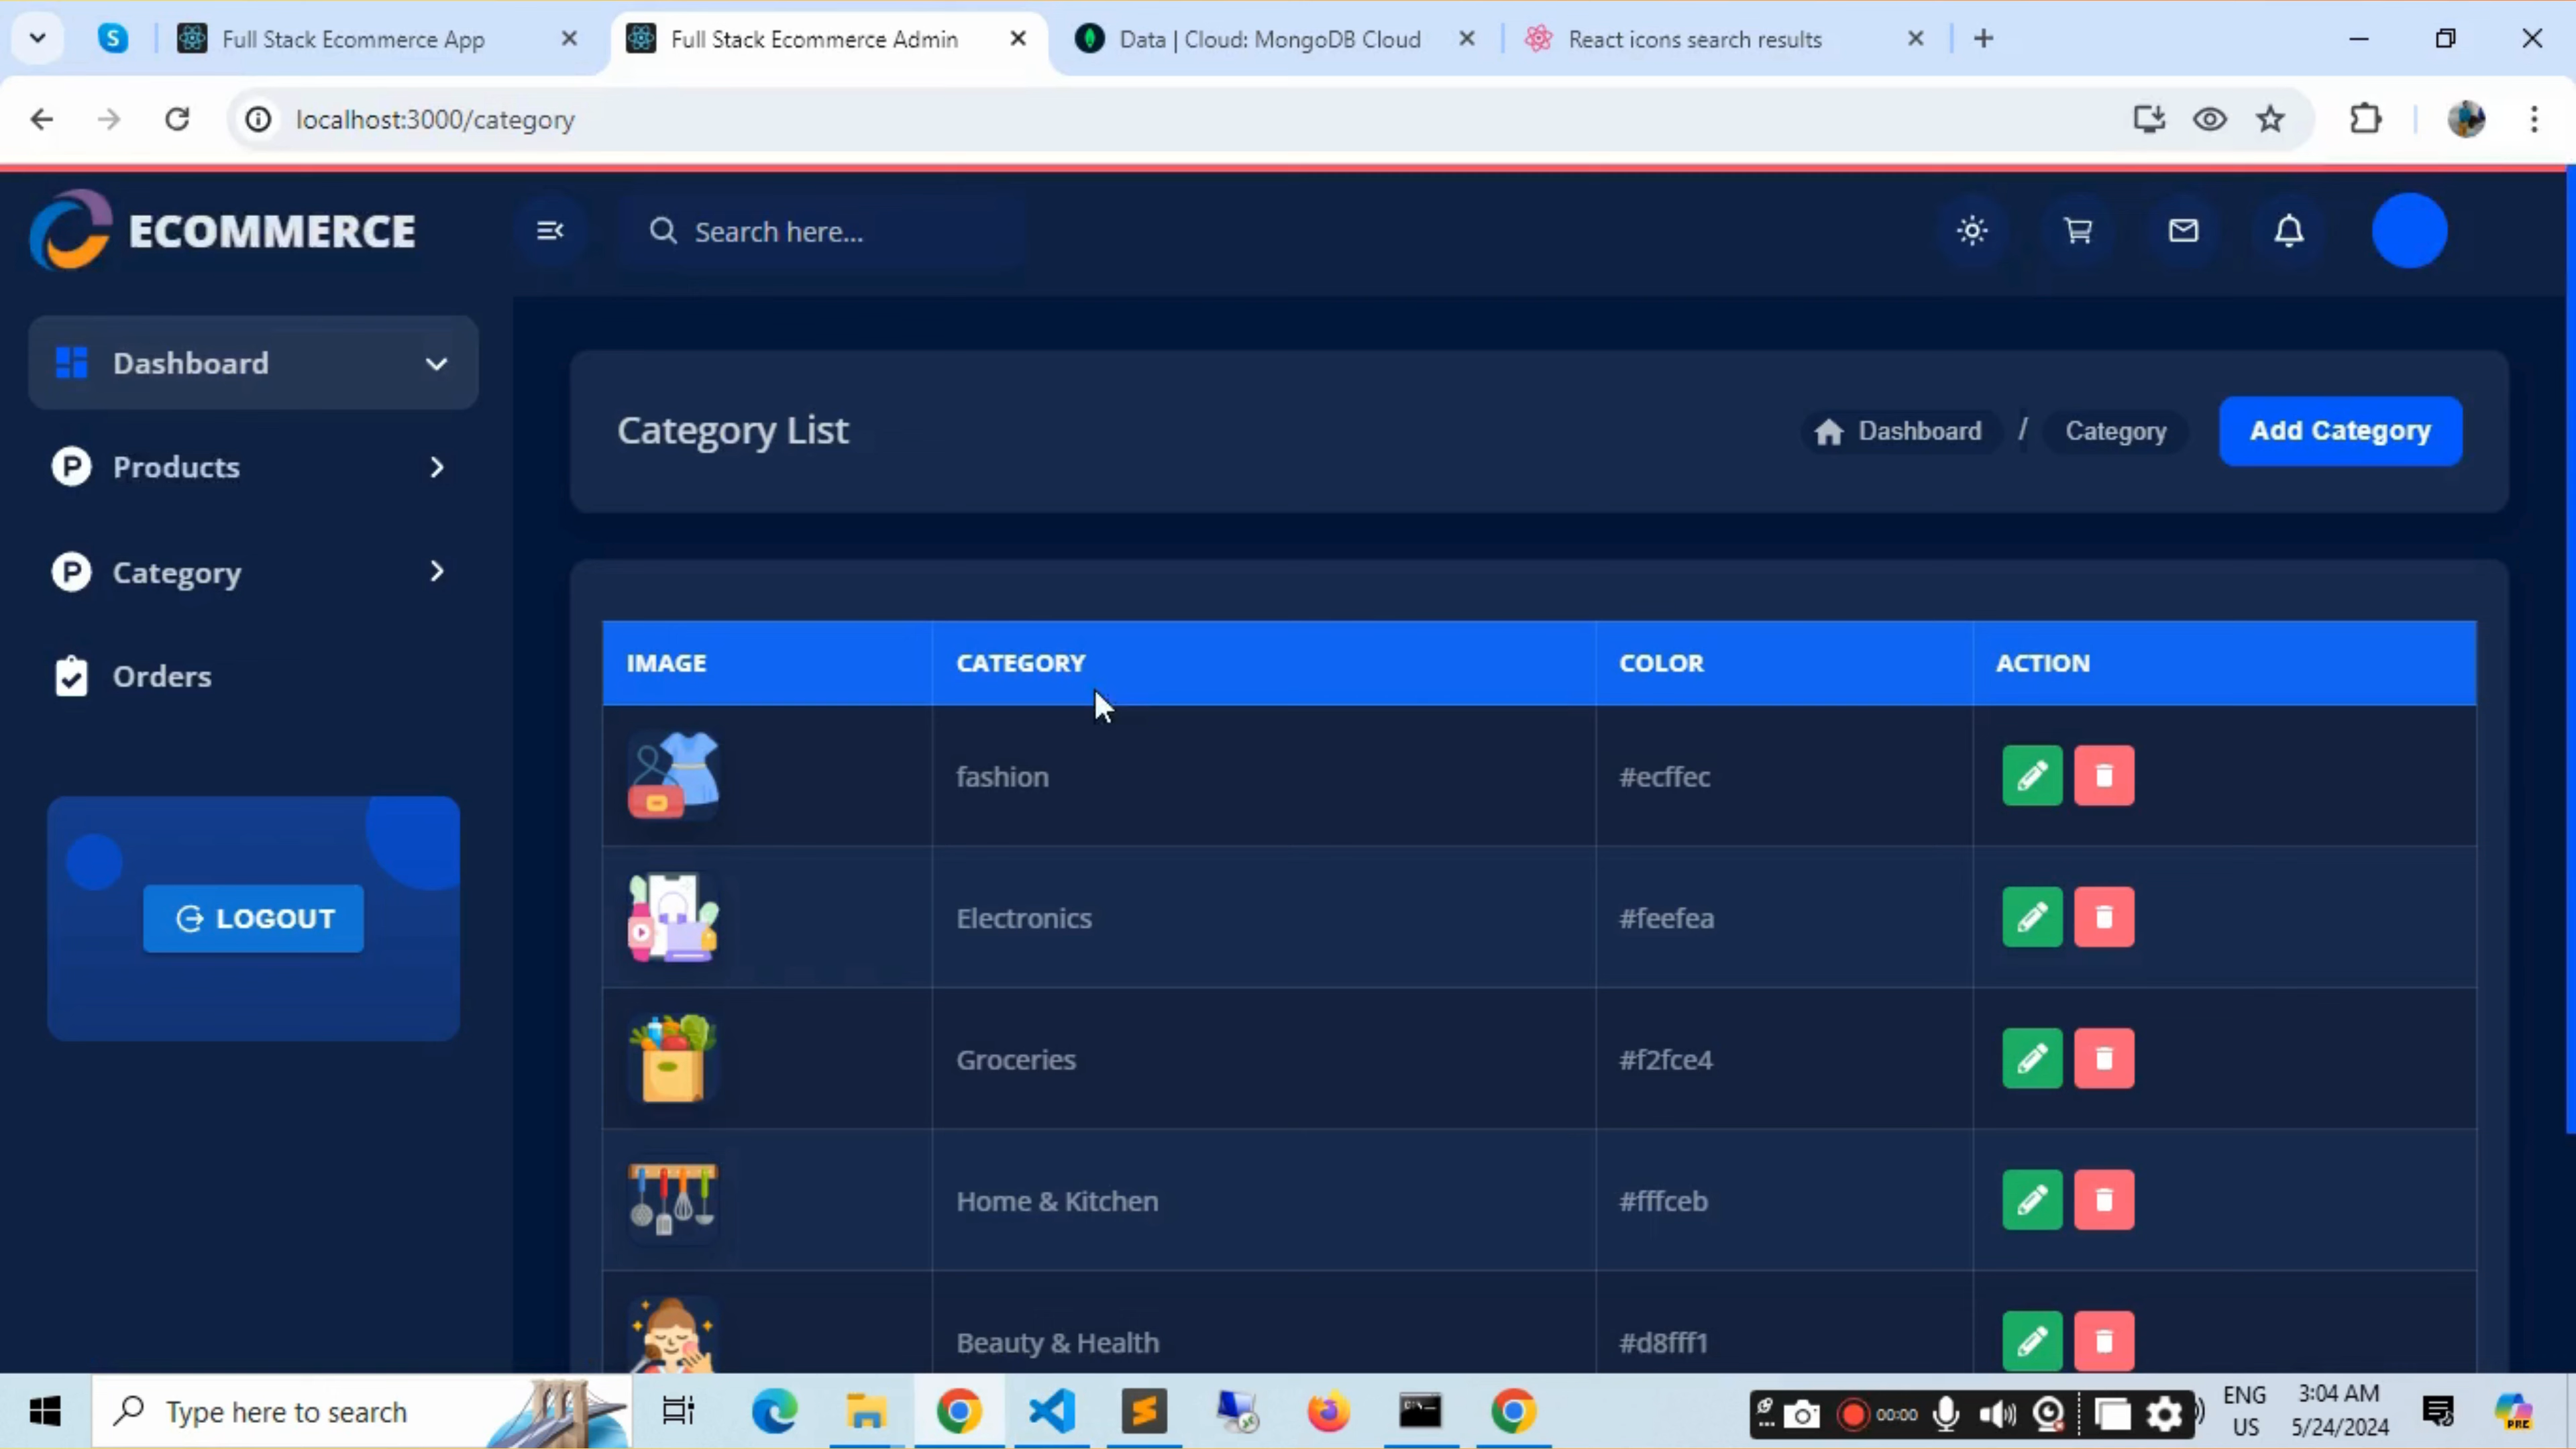 Full Stack Ecommerce App
Full Stack Ecommerce Admin
Data | Cloud: MongoDB Cloud
React icons search results
localhost:3000/category
ECOMMERCE
Search here...
Dashboard
Products
Category
Orders
LOGOUT
Category List
Dashboard / Category
Add Category
IMAGE CATEGORY COLOR ACTION
fashion #ecffec
Electronics #feefea
Groceries #f2fce4
Home & Kitchen #fffceb
Beauty & Health #d8fff1
Type here to search
00:00
ENG
US
3:04 AM
5/24/2024
PRE